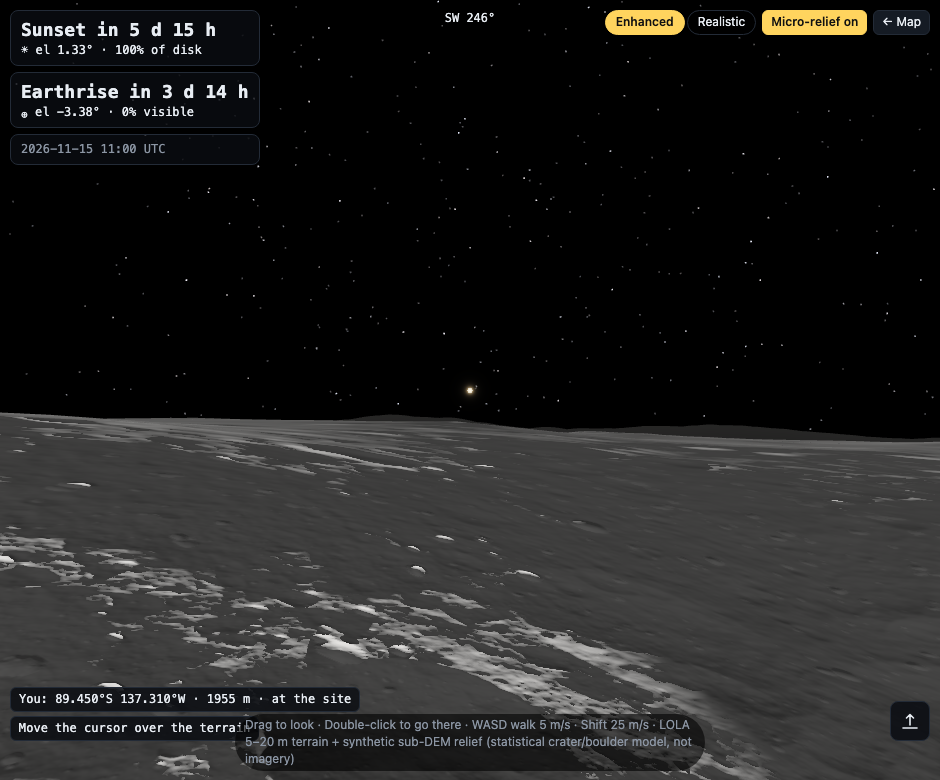 Sunset in 5 d 15 h
☀ el 1.33° · 100% of disk
Earthrise in 3 d 14 h
⊕ el −3.38° · 0% visible
2026-11-15 11:00 UTC
SW 246°
Enhanced
Realistic
Micro-relief on
← Map
You: 89.450°S 137.310°W · 1955 m · at the site
Move the cursor over the terrai
Drag to look · Double-click to go there · WASD walk 5 m/s · Shift 25 m/s · LOLA
5–20 m terrain + synthetic sub-DEM relief (statistical crater/boulder model, not
imagery)